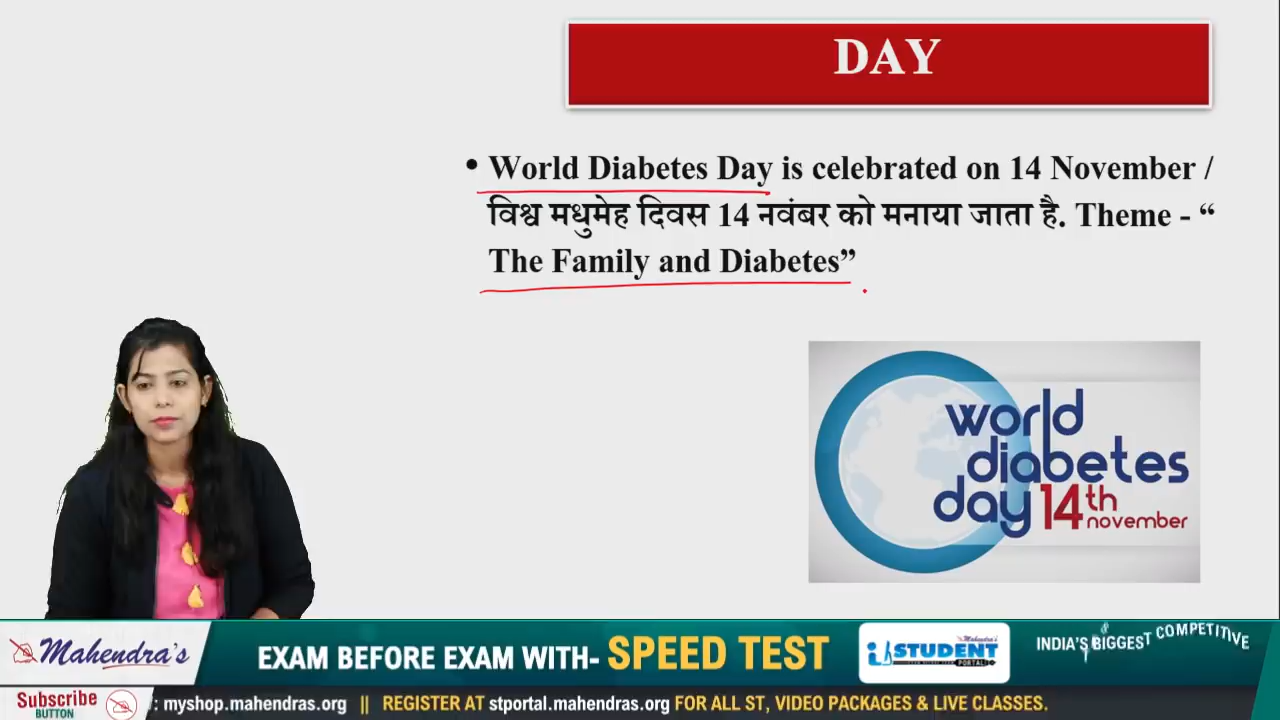 DAY
• World Diabetes Day is celebrated on 14 November /
विश्व मधुमेह दिवस 14 नवंबर को मनाया जाता है. Theme - “
The Family and Diabetes”
world
diabetes
day 14th
november
Mahendra's
EXAM BEFORE EXAM WITH- SPEED TEST
Mahendra's
STUDENT
PORTAL
INDIA'S BIGGEST COMPETITIVE
Subscribe
BUTTON
: myshop.mahendras.org || REGISTER AT stportal.mahendras.org FOR ALL ST, VIDEO PACKAGES & LIVE CLASSES.